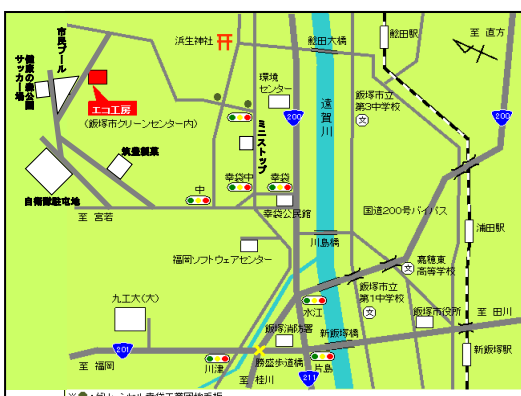 市民プール
健康の森公園
サッカー場
エコ工房
(飯塚市クリーンセンター内)
筑豊製菓
自衛隊駐屯地
至 宮若
浜生神社
環境
センター
ミニストップ
中
幸袋中
幸袋
幸袋公民館
鯰田大橋
鯰田駅
至 直方
200
遠賀川
飯塚市立
第3中学校
文
200
国道200号バイパス
浦田駅
川島橋
嘉穂東
高等学校
文
福岡ソフトウェアセンター
九工大(大)
飯塚市立
第1中学校
文
水江
飯塚消防署
新飯塚橋
飯塚市役所
至 田川
新飯塚駅
201
至 福岡
川津
勝盛歩道橋
片島
至 桂川
211